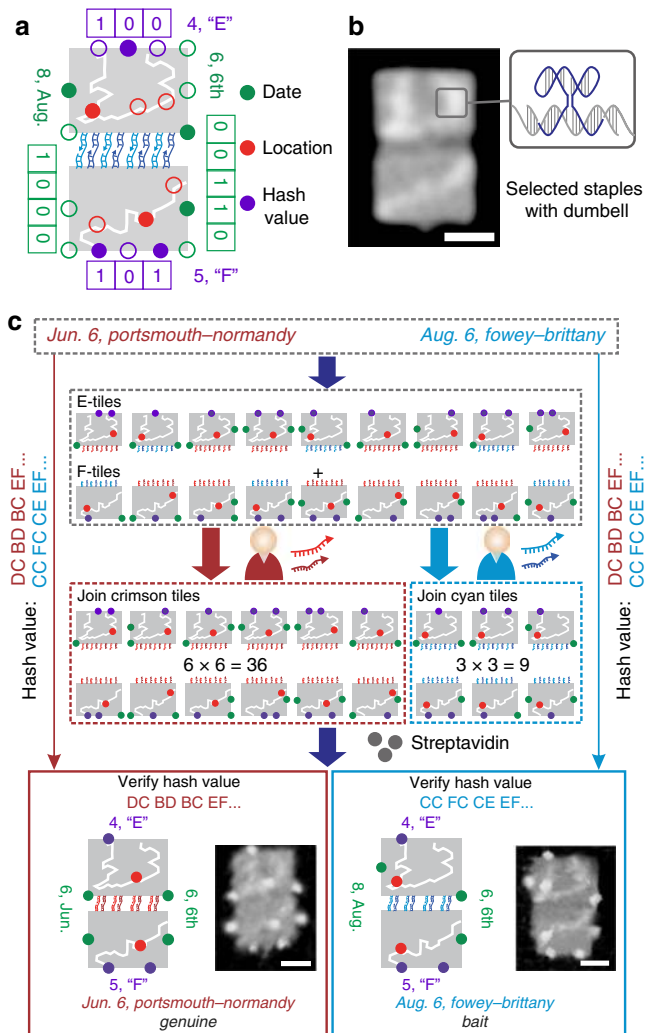 a
1 0 0
4, “E”
8, Aug.
6, 6th
Date
Location
Hash
value
1 0 0 0
0 0 1 1 0
1 0 1
5, “F”
b
Selected staples
with dumbell
c
Jun. 6, portsmouth–normandy
Aug. 6, fowey–brittany
E-tiles
F-tiles
+
Join crimson tiles
6 × 6 = 36
Join cyan tiles
3 × 3 = 9
Hash value:
DC BD BC EF...
CC FC CE EF...
Hash value:
DC BD BC EF...
CC FC CE EF...
Streptavidin
Verify hash value
DC BD BC EF...
4, “E”
6, Jun.
6, 6th
5, “F”
Jun. 6, portsmouth–normandy
genuine
Verify hash value
CC FC CE EF...
4, “E”
8, Aug.
6, 6th
5, “F”
Aug. 6, fowey–brittany
bait